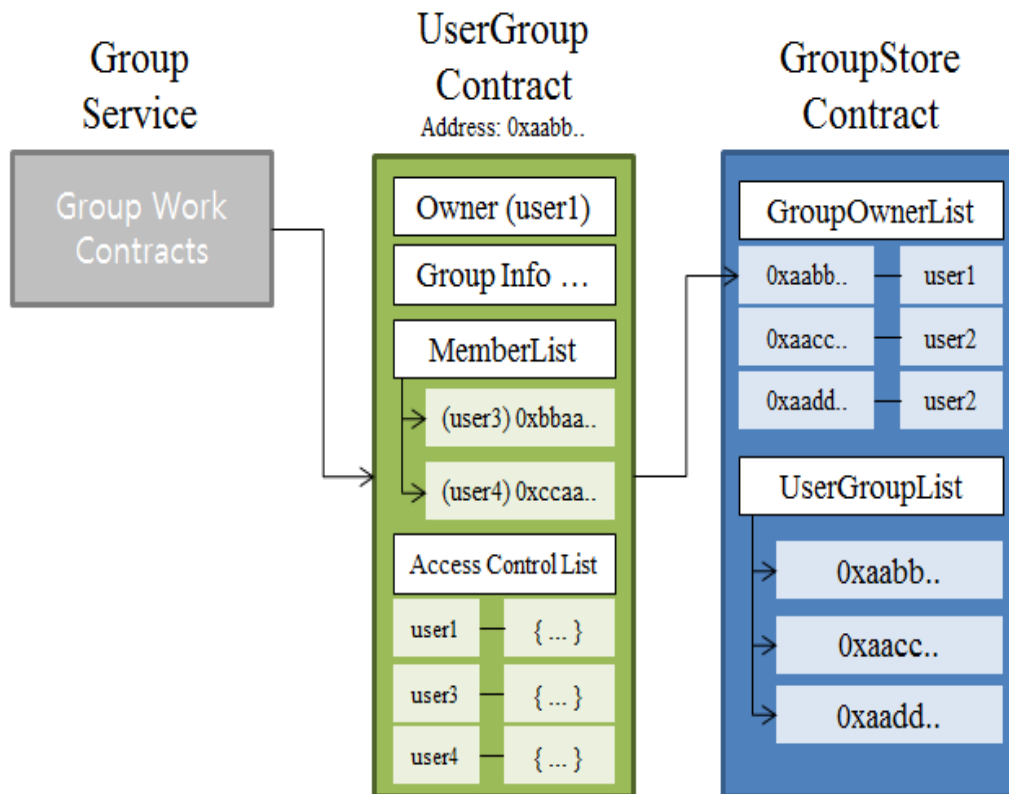 Group
Service
Group Work
Contracts
UserGroup
Contract
Address: 0xaabb..
Owner (user1)
Group Info ...
MemberList
(user3) 0xbbaa..
(user4) 0xccaa..
Access Control List
user1 { ... }
user3 { ... }
user4 { ... }
GroupStore
Contract
GroupOwnerList
0xaabb.. user1
0xaacc.. user2
0xaadd.. user2
UserGroupList
0xaabb..
0xaacc..
0xaadd..